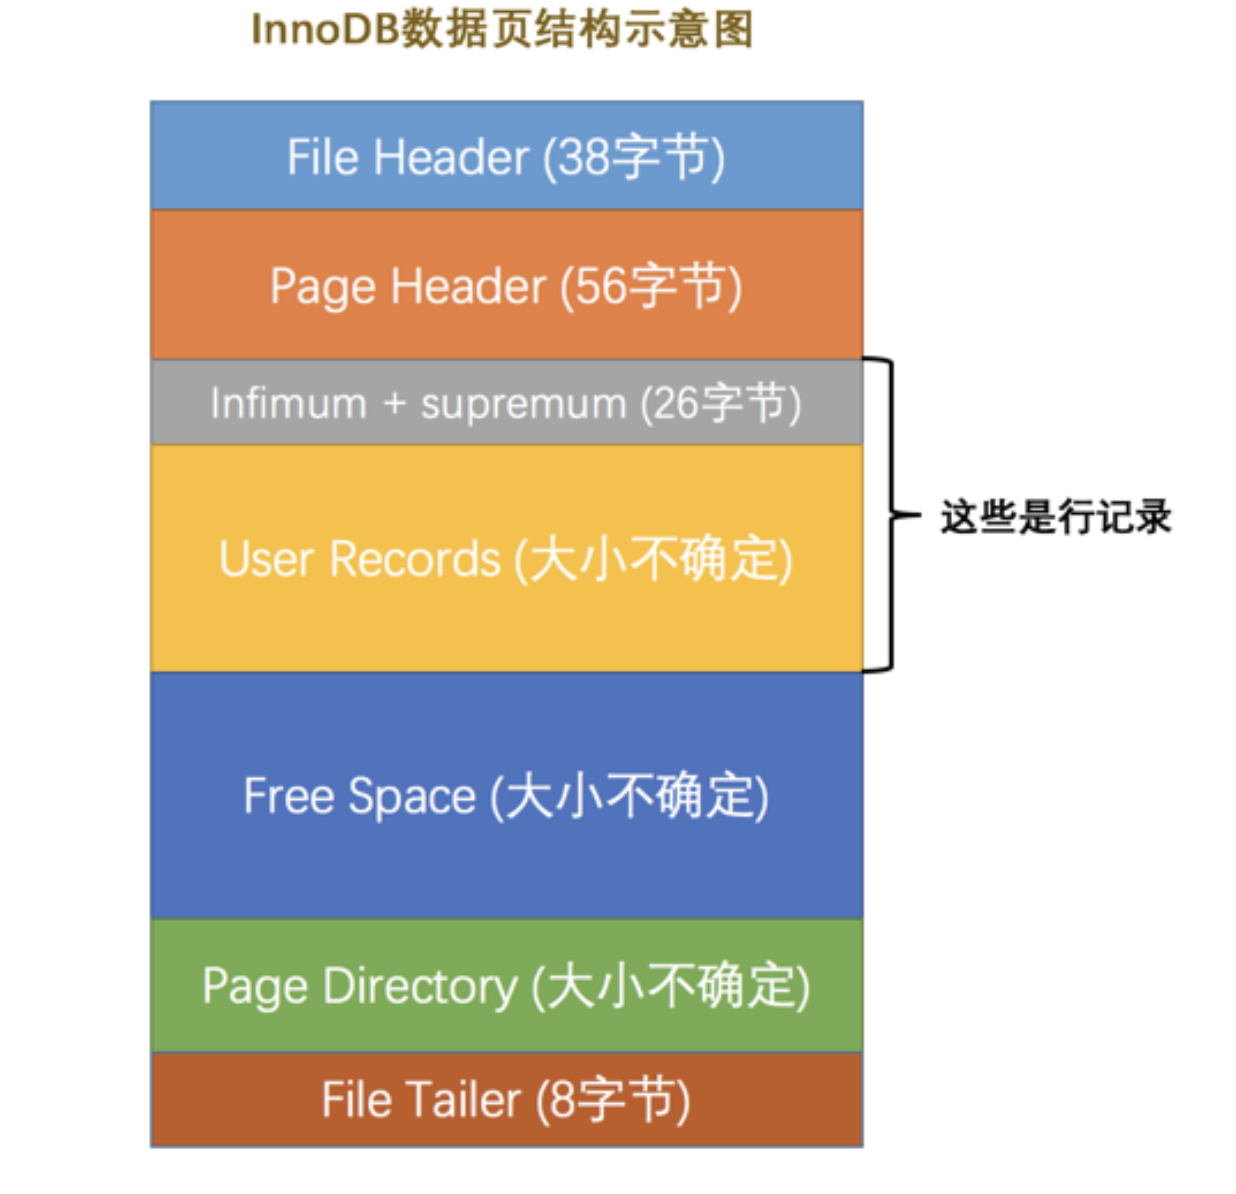 InnoDB数据页结构示意图
File Header (38字节)
Page Header (56字节)
Infimum + supremum (26字节)
User Records (大小不确定)
这些是行记录
Free Space (大小不确定)
Page Directory (大小不确定)
File Tailer (8字节)